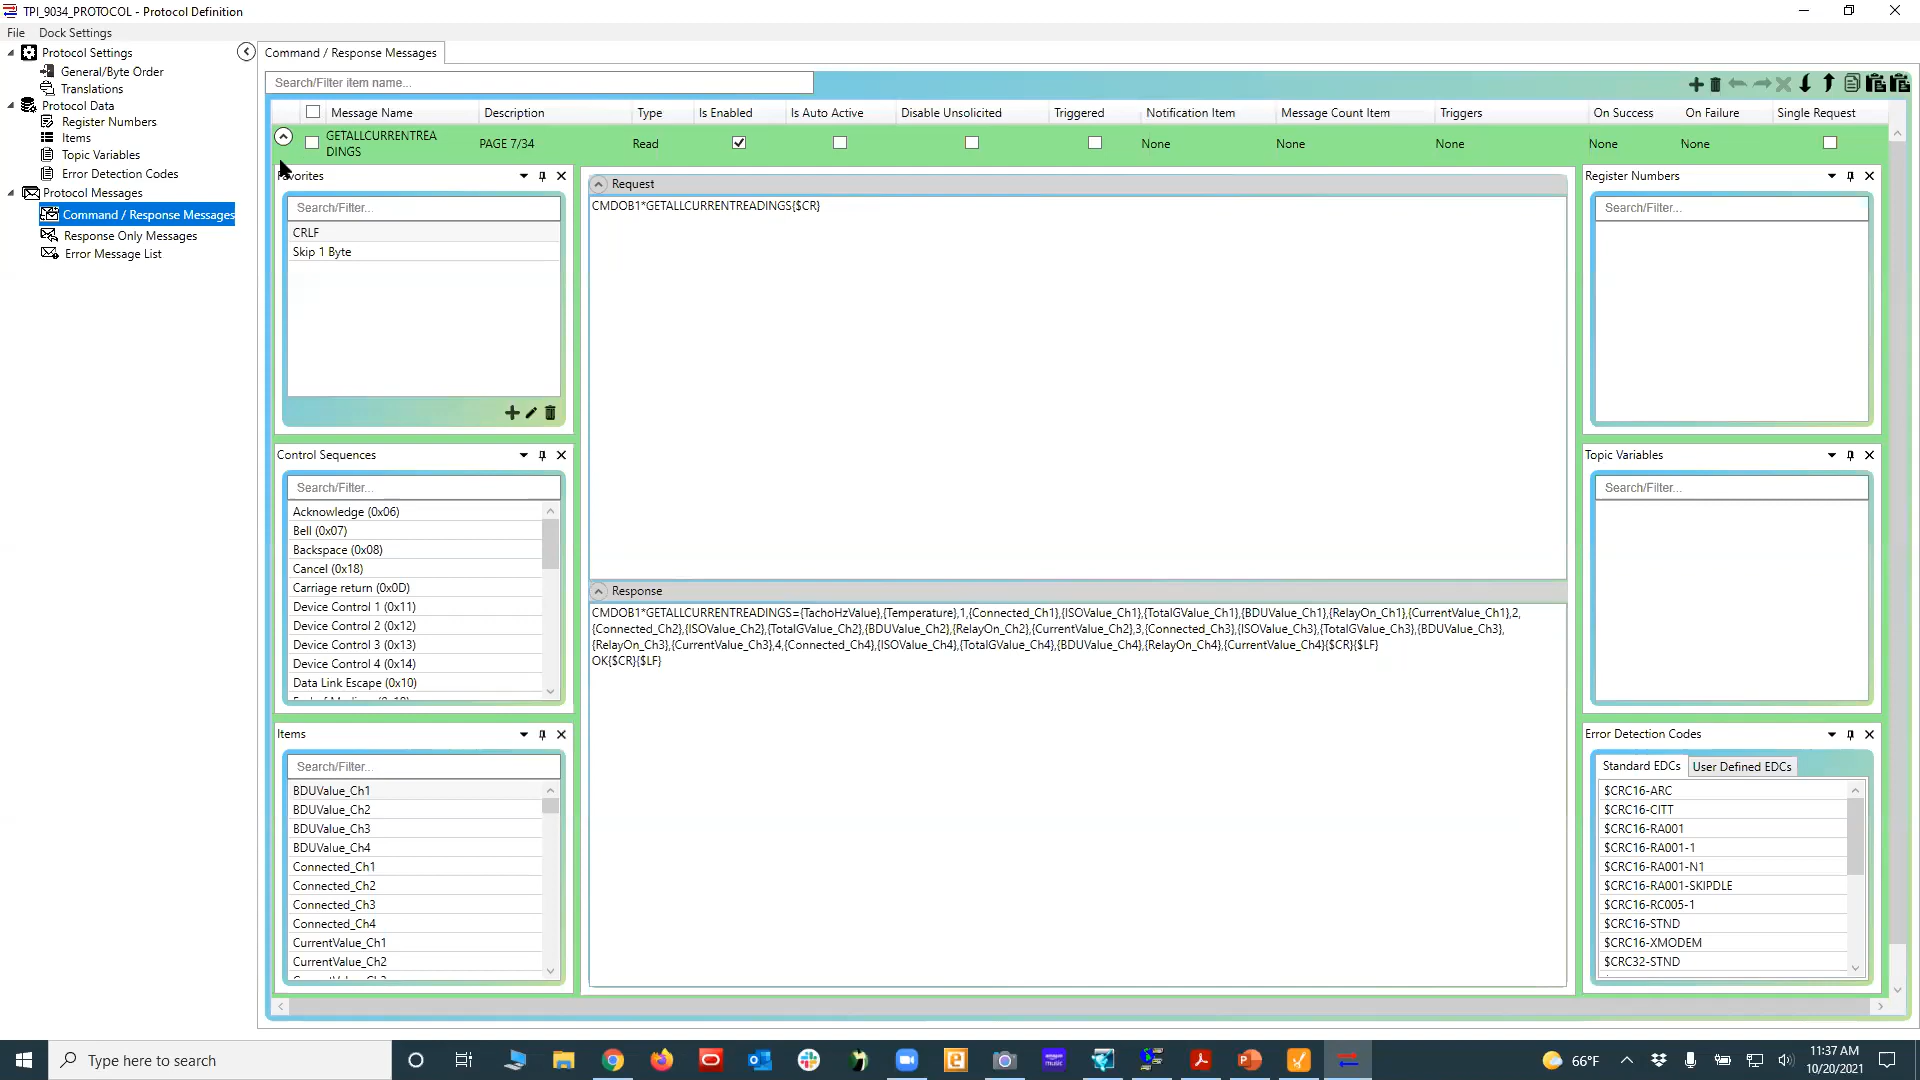 TPI_9034_PROTOCOL - Protocol Definition
File Dock Settings
Protocol Settings
General/Byte Order
Translations
Protocol Data
Register Numbers
Items
Topic Variables
Error Detection Codes
Protocol Messages
Command / Response Messages
Response Only Messages
Error Message List
Command / Response Messages
Search/Filter item name...
Message Name Description Type Is Enabled Is Auto Active Disable Unsolicited Triggered Notification Item Message Count Item Triggers On Success On Failure Single Request
GETALLCURRENTREA
DINGS
PAGE 7/34 Read None None None None None
Favorites
Search/Filter...
CRLF
Skip 1 Byte
Control Sequences
Search/Filter...
Acknowledge (0x06)
Bell (0x07)
Backspace (0x08)
Cancel (0x18)
Carriage return (0x0D)
Device Control 1 (0x11)
Device Control 2 (0x12)
Device Control 3 (0x13)
Device Control 4 (0x14)
Data Link Escape (0x10)
Items
Search/Filter...
BDUValue_Ch1
BDUValue_Ch2
BDUValue_Ch3
BDUValue_Ch4
Connected_Ch1
Connected_Ch2
Connected_Ch3
Connected_Ch4
CurrentValue_Ch1
CurrentValue_Ch2
Request
CMDOB1*GETALLCURRENTREADINGS{$CR}
Response
CMDOB1*GETALLCURRENTREADINGS={TachoHzValue},{Temperature},1,{Connected_Ch1},{ISOValue_Ch1},{TotalGValue_Ch1},{BDUValue_Ch1},{RelayOn_Ch1},{CurrentValue_Ch1},2,
{Connected_Ch2},{ISOValue_Ch2},{TotalGValue_Ch2},{BDUValue_Ch2},{RelayOn_Ch2},{CurrentValue_Ch2},3,{Connected_Ch3},{ISOValue_Ch3},{TotalGValue_Ch3},{BDUValue_Ch3},
{RelayOn_Ch3},{CurrentValue_Ch3},4,{Connected_Ch4},{ISOValue_Ch4},{TotalGValue_Ch4},{BDUValue_Ch4},{RelayOn_Ch4},{CurrentValue_Ch4}{$CR}{$LF}
OK{$CR}{$LF}
Register Numbers
Search/Filter...
Topic Variables
Search/Filter...
Error Detection Codes
Standard EDCs User Defined EDCs
$CRC16-ARC
$CRC16-CITT
$CRC16-RA001
$CRC16-RA001-1
$CRC16-RA001-N1
$CRC16-RA001-SKIPDLE
$CRC16-RC005-1
$CRC16-STND
$CRC16-XMODEM
$CRC32-STND
Type here to search
amazon music
66°F
11:37 AM
10/20/2021